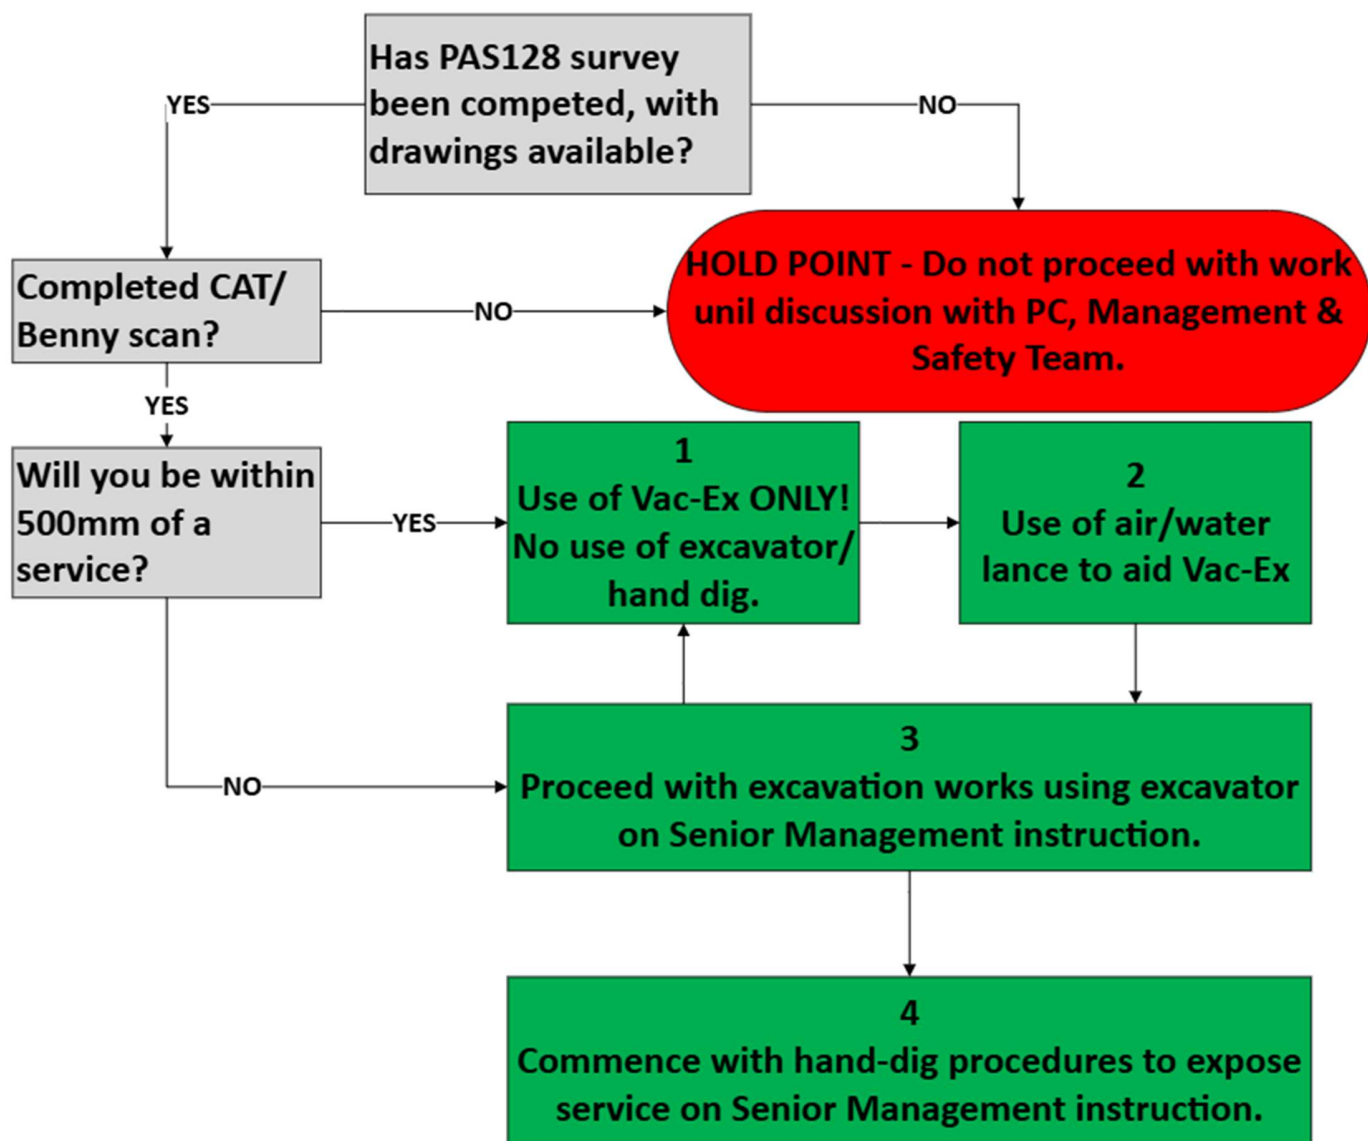 Has PAS128 survey
been competed, with
drawings available?
YES
NO
HOLD POINT - Do not proceed with work
unil discussion with PC, Management &
Safety Team.
Completed CAT/
Benny scan?
NO
YES
Will you be within
500mm of a
service?
YES
1
Use of Vac-Ex ONLY!
No use of excavator/
hand dig.
2
Use of air/water
lance to aid Vac-Ex
NO
3
Proceed with excavation works using excavator
on Senior Management instruction.
4
Commence with hand-dig procedures to expose
service on Senior Management instruction.